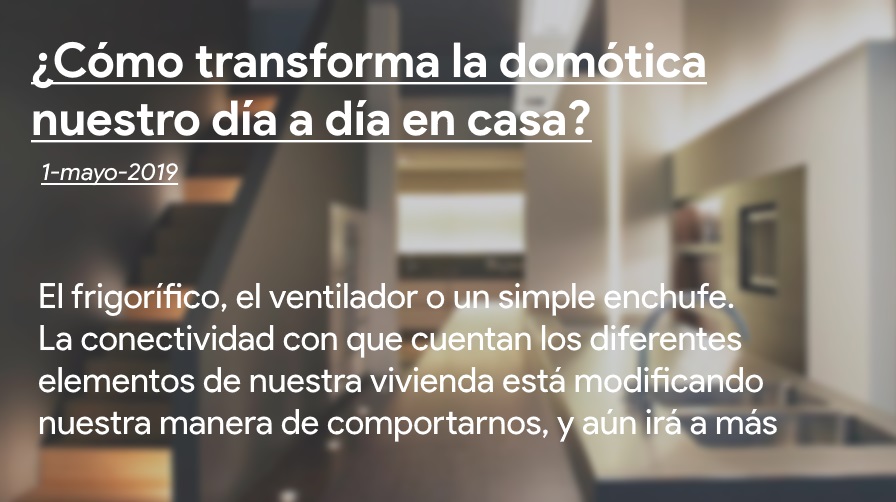 ¿Cómo transforma la domótica
nuestro día a día en casa?
1-mayo-2019
El frigorífico, el ventilador o un simple enchufe.
La conectividad con que cuentan los diferentes
elementos de nuestra vivienda está modificando
nuestra manera de comportarnos, y aún irá a más